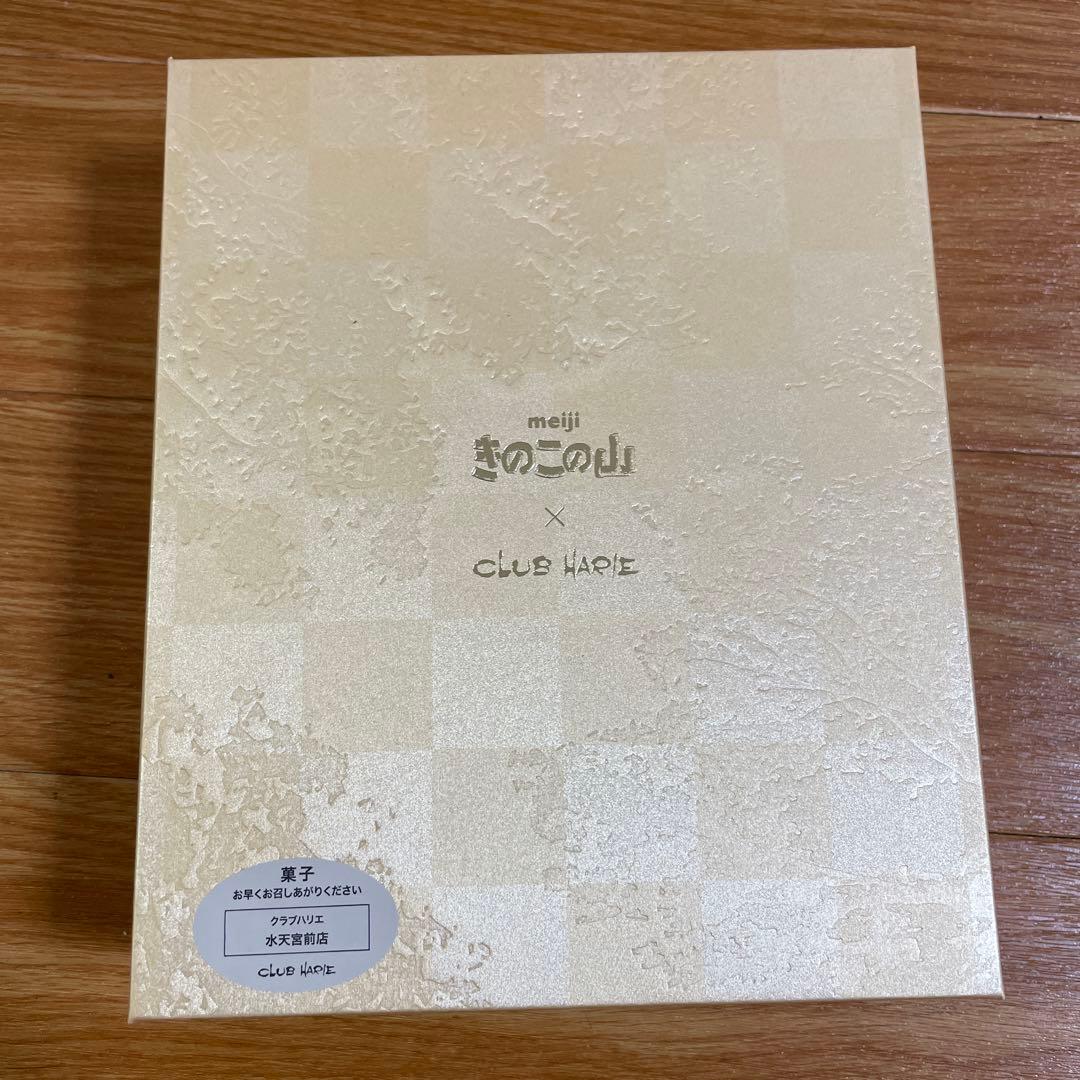 meiji
きのこの山
×
CLUB HARIE
菓子
お早くお召しあがりください
クラブハリエ
水天宮前店
CLUB HARIE